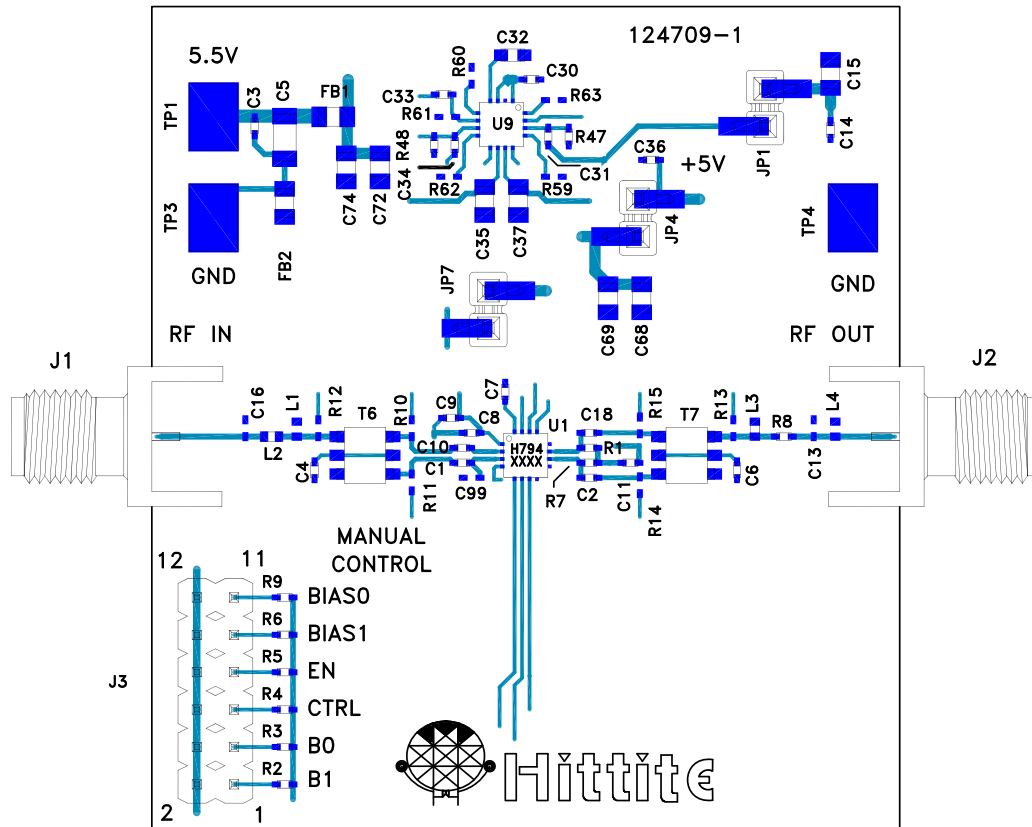 124709-1
5.5V
TP1
C3
C5
FB1
C32
R60
C30
C33
R63
R61
U9
R48
R47
C34
C31
R62
R59
C36
+5V
JP1
C15
C14
TP3
FB2
C74
C72
C35
C37
JP4
TP4
GND
GND
JP7
C69
C68
RF IN
RF OUT
J1
J2
C16
L1
R12
T6
R10
C9
C8
C7
U1
C18
R15
T7
R13
L3
R8
L4
L2
C4
C10
C1
H794
XXXX
R1
C13
R11
C99
R7
C2
C11
R14
C6
MANUAL
CONTROL
12
11
R9
BIAS0
R6
BIAS1
R5
EN
J3
R4
CTRL
R3
B0
R2
B1
2
1
Hittite